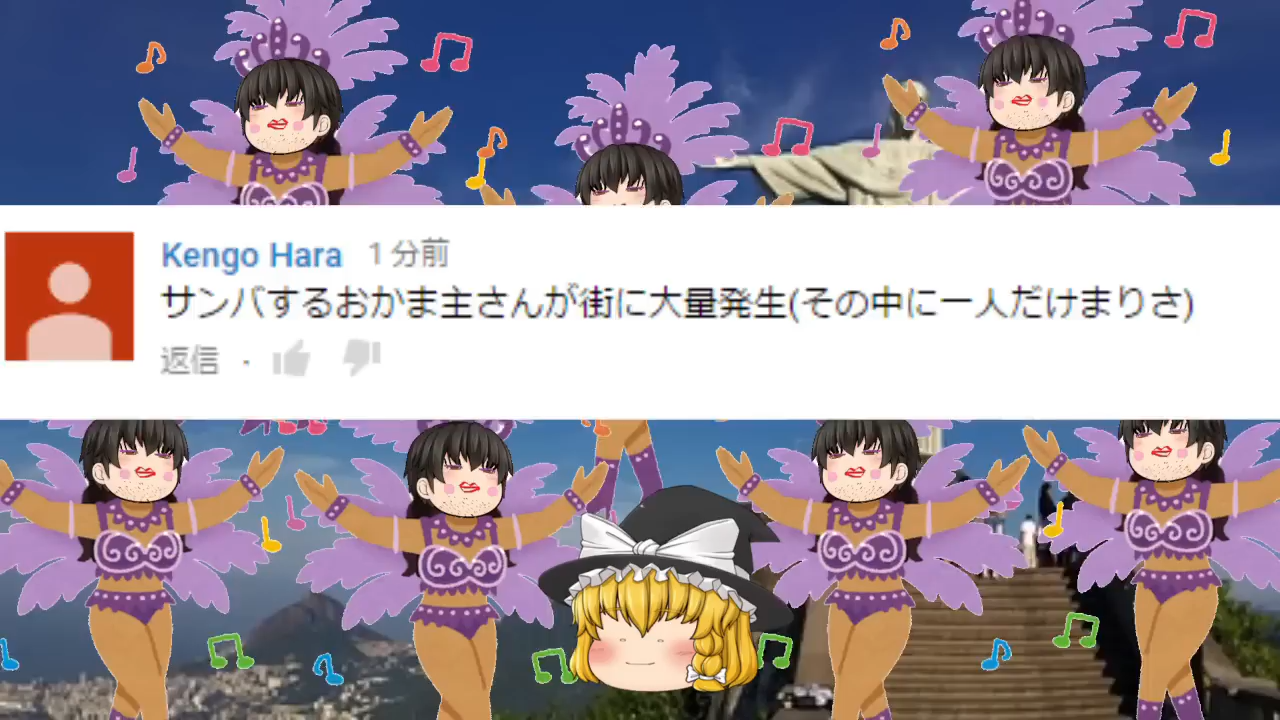 Kengo Hara 1 分前
サンバするおかま主さんが街に大量発生(その中に一人だけまりさ)
返信 ・